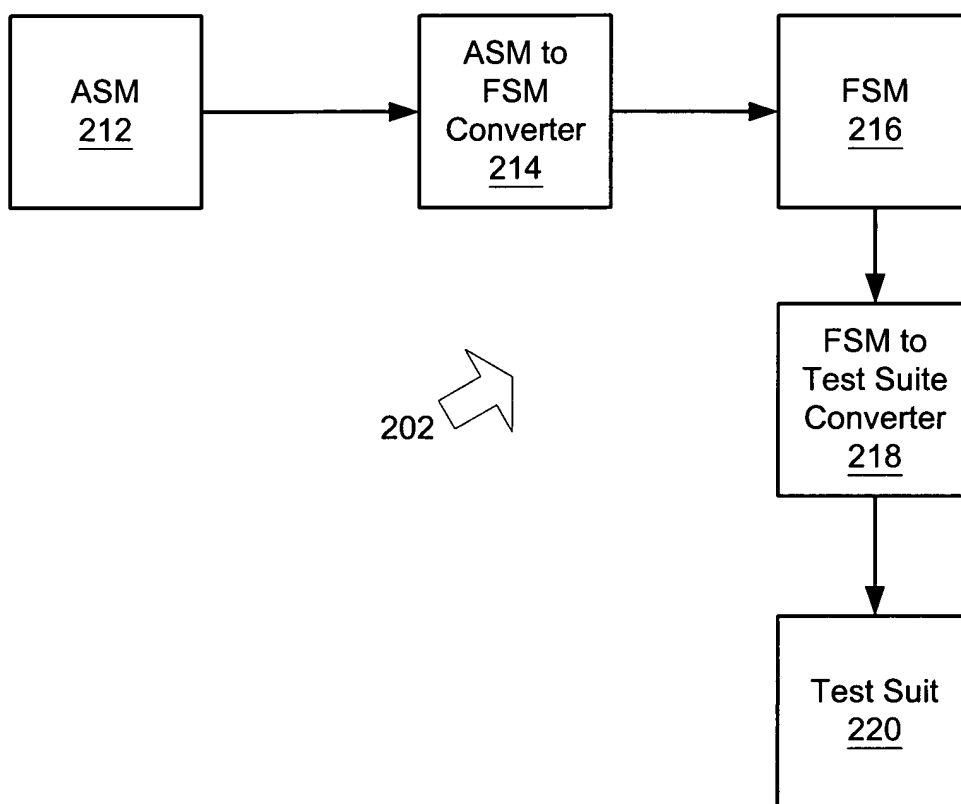 ASM
212
ASM to
FSM
Converter
214
FSM
216
FSM to
Test Suite
Converter
218
202
Test Suit
220